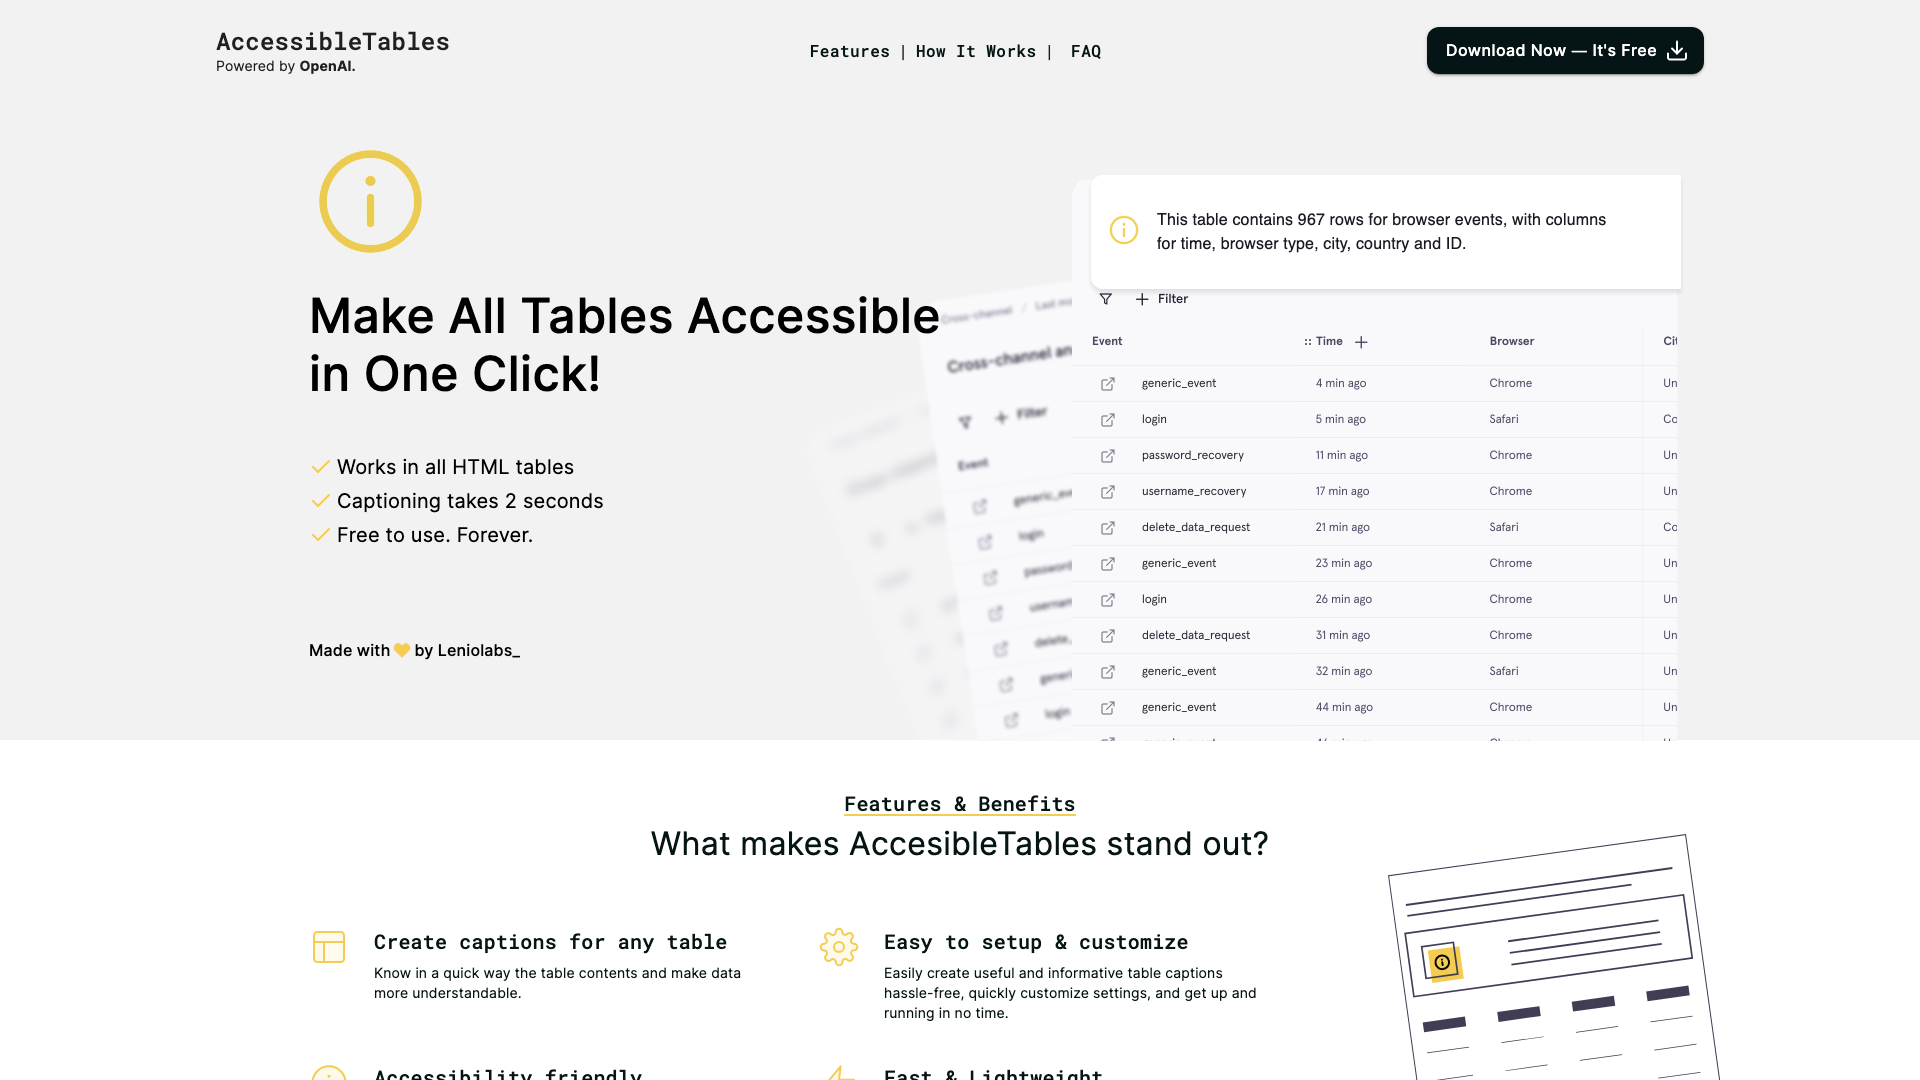 AccessibleTables
Powered by OpenAI.
Features | How It Works | FAQ
Download Now — It's Free
Make All Tables Accessible
in One Click!
Works in all HTML tables
Captioning takes 2 seconds
Free to use. Forever.
Made with by Leniolabs_
Cross-channel / Last
Cross-channel
Filter
Event
login
login
This table contains 967 rows for browser events, with columns
for time, browser type, city, country and ID.
Filter
Event :: Time Browser
generic_event 4 min ago Chrome Un
login 5 min ago Safari Co
password_recovery 11 min ago Chrome Un
username_recovery 17 min ago Chrome Un
delete_data_request 21 min ago Safari Co
generic_event 23 min ago Chrome Un
login 26 min ago Chrome Un
delete_data_request 31 min ago Chrome Un
generic_event 32 min ago Safari Un
generic_event 44 min ago Chrome Un
Features & Benefits
What makes AccesibleTables stand out?
Create captions for any table
Know in a quick way the table contents and make data
more understandable.
Easy to setup & customize
Easily create useful and informative table captions
hassle-free, quickly customize settings, and get up and
running in no time.
Accessibility friendly
Fast & Lightweight